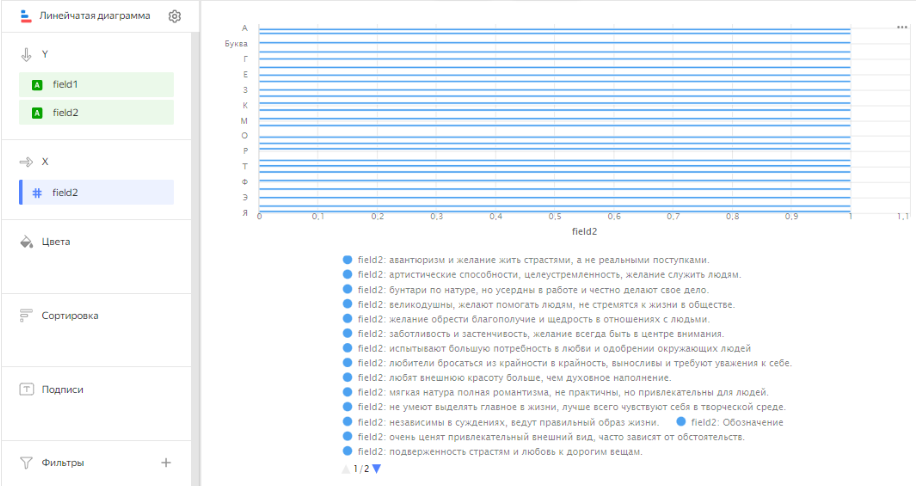 Линейчатая диаграмма
Y
A field1
A field2
X
# field2
Цвета
Сортировка
T Подписи
Фильтры +
А
Буква
Г
Е
З
К
М
О
Р
Т
Ф
Э
Я
0 0,1 0,2 0,3 0,4 0,5 0,6 0,7 0,8 0,9 1 1,1
field2
field2: авантюризм и желание жить страстями, а не реальными поступками.
field2: артистические способности, целеустремленность, желание служить людям.
field2: бунтари по натуре, но усердны в работе и честно делают свое дело.
field2: великодушны, желают помогать людям, не стремятся к жизни в обществе.
field2: желание обрести благополучие и щедрость в отношениях с людьми.
field2: заботливость и застенчивость, желание всегда быть в центре внимания.
field2: испытывают большую потребность в любви и одобрении окружающих людей
field2: любители бросаться из крайности в крайность, выносливы и требуют уважения к себе.
field2: любят внешнюю красоту больше, чем духовное наполнение.
field2: мягкая натура полная романтизма, не практичны, но привлекательны для людей.
field2: не умеют выделять главное в жизни, лучше всего чувствуют себя в творческой среде.
field2: независимы в суждениях, ведут правильный образ жизни. field2: Обозначение
field2: очень ценят привлекательный внешний вид, часто зависят от обстоятельств.
field2: подверженность страстям и любовь к дорогим вещам.
1/2